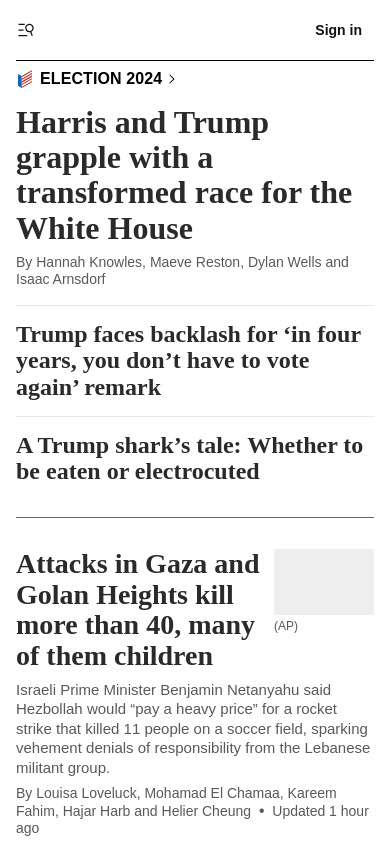 Sign in
ELECTION 2024
Harris and Trump
grapple with a
transformed race for the
White House
By Hannah Knowles, Maeve Reston, Dylan Wells and
Isaac Arnsdorf
Trump faces backlash for ‘in four
years, you don’t have to vote
again’ remark
A Trump shark’s tale: Whether to
be eaten or electrocuted
Attacks in Gaza and
Golan Heights kill
more than 40, many
of them children
(AP)
Israeli Prime Minister Benjamin Netanyahu said
Hezbollah would “pay a heavy price” for a rocket
strike that killed 11 people on a soccer field, sparking
vehement denials of responsibility from the Lebanese
militant group.
By Louisa Loveluck, Mohamad El Chamaa, Kareem
Fahim, Hajar Harb and Helier Cheung • Updated 1 hour
ago